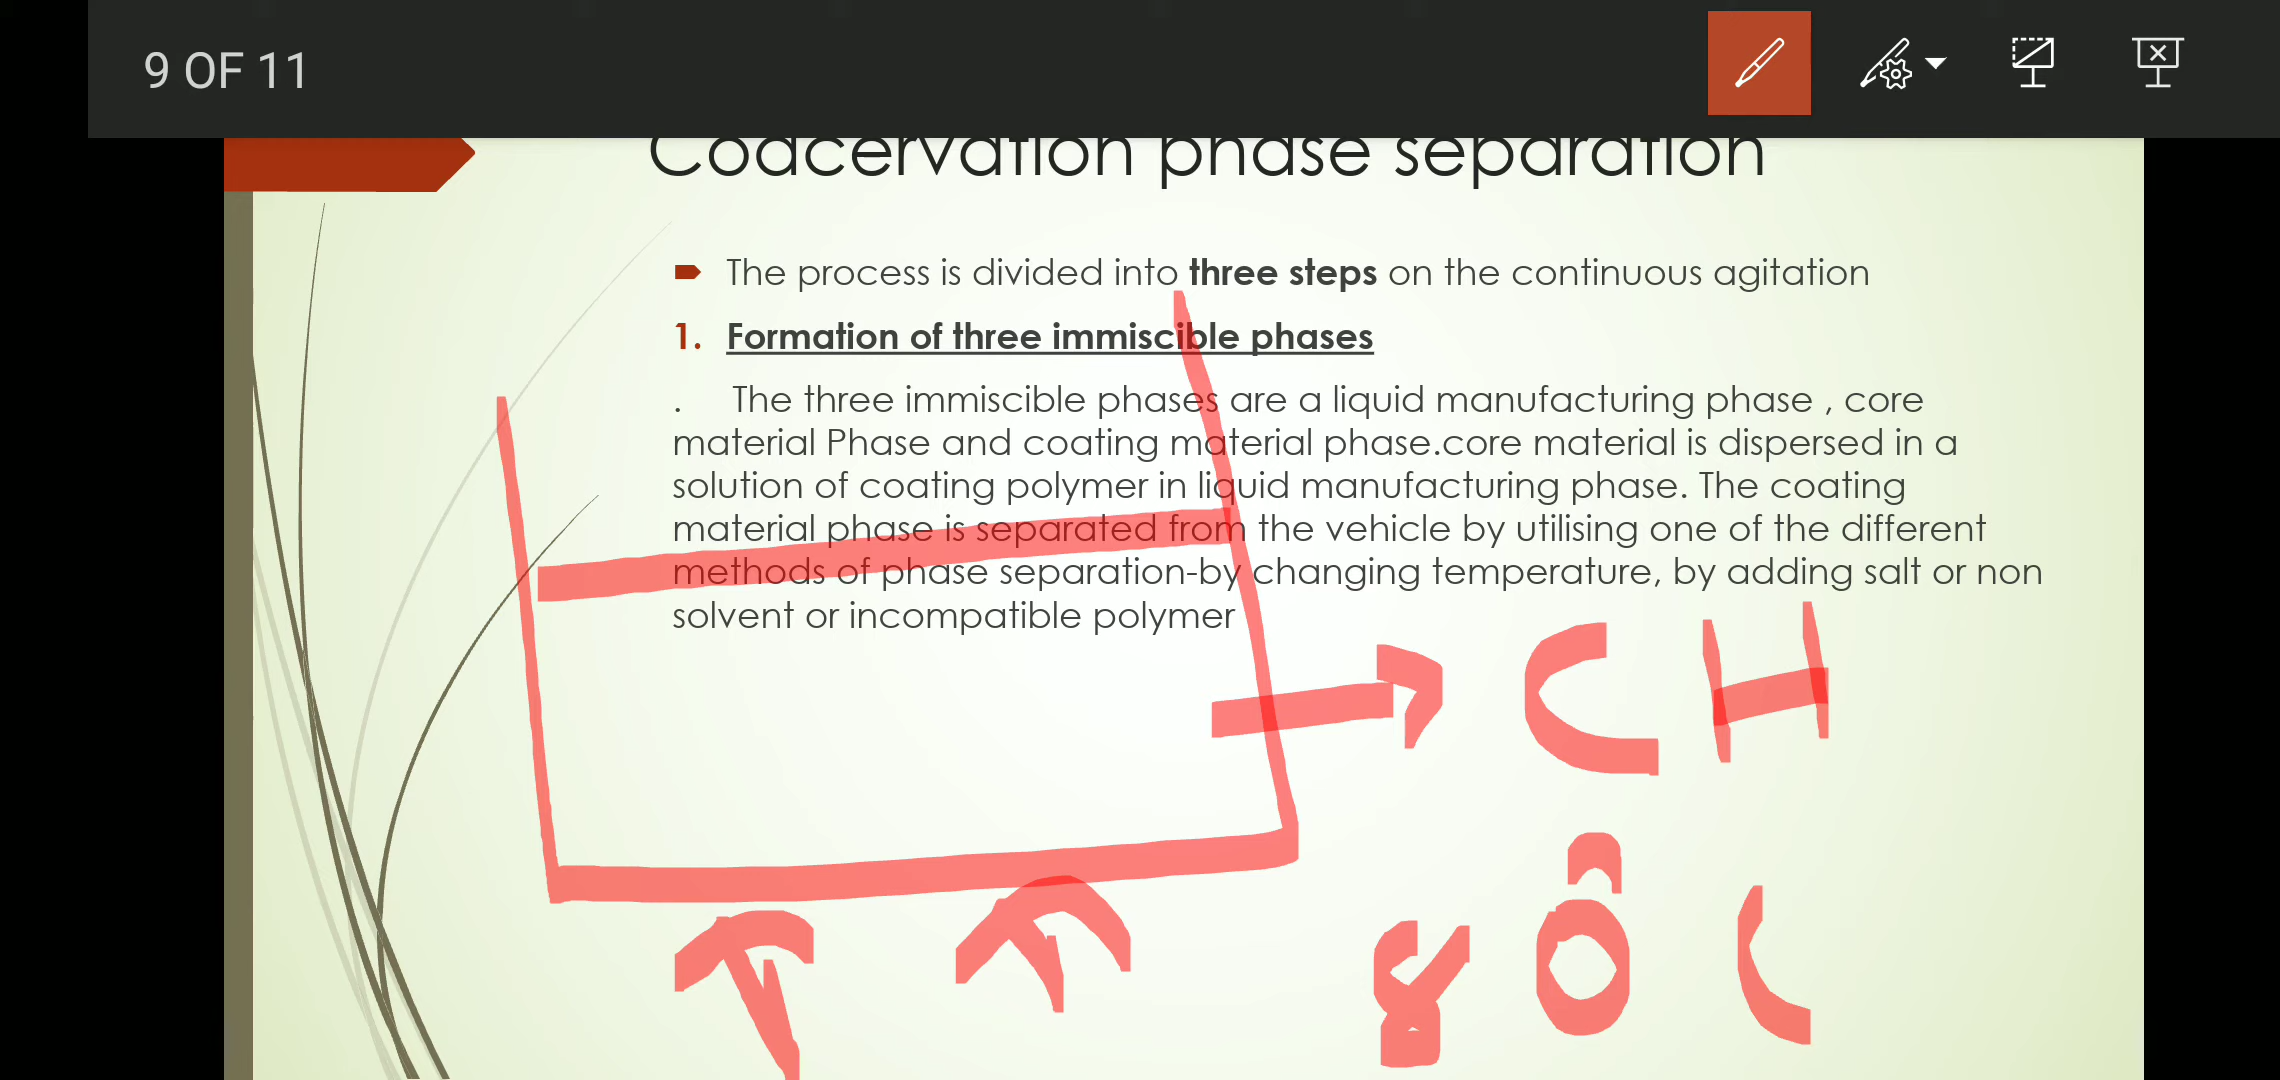 9 OF 11
Coacervation phase separation
The process is divided into three steps on the continuous agitation
1. Formation of three immiscible phases
. The three immiscible phases are a liquid manufacturing phase , core
material Phase and coating material phase.core material is dispersed in a
solution of coating polymer in liquid manufacturing phase. The coating
material phase is separated from the vehicle by utilising one of the different
methods of phase separation-by changing temperature, by adding salt or non
solvent or incompatible polymer
CH
80°C